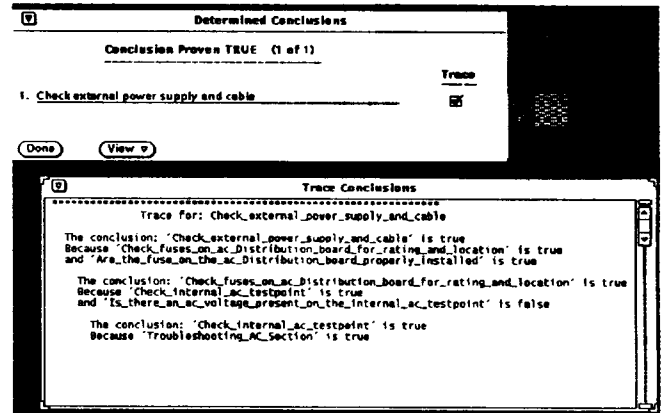 Determined Conclusions
Conclusion Proven TRUE (1 of 1)
Trace
1. Check external power supply and cable
Done View
Trace Conclusions
Trace for: Check_external_power_supply_and_cable
The conclusion: 'Check_external_power_supply_and_cable' is true
Because 'Check_fuses_on_ac_Distribution_board_for_rating_and_location' is true
and 'Are_the_fuse_on_the_ac_Distribution_board_properly_installed' is true
The conclusion: 'Check_fuses_on_ac_Distribution_board_for_rating_and_location' is true
Because 'Check_internal_ac_testpoint' is true
and 'Is_there_an_ac_voltage_present_on_the_internal_ac_testpoint' is false
The conclusion: 'Check_internal_ac_testpoint' is true
Because 'Troubleshooting_AC_Section' is true